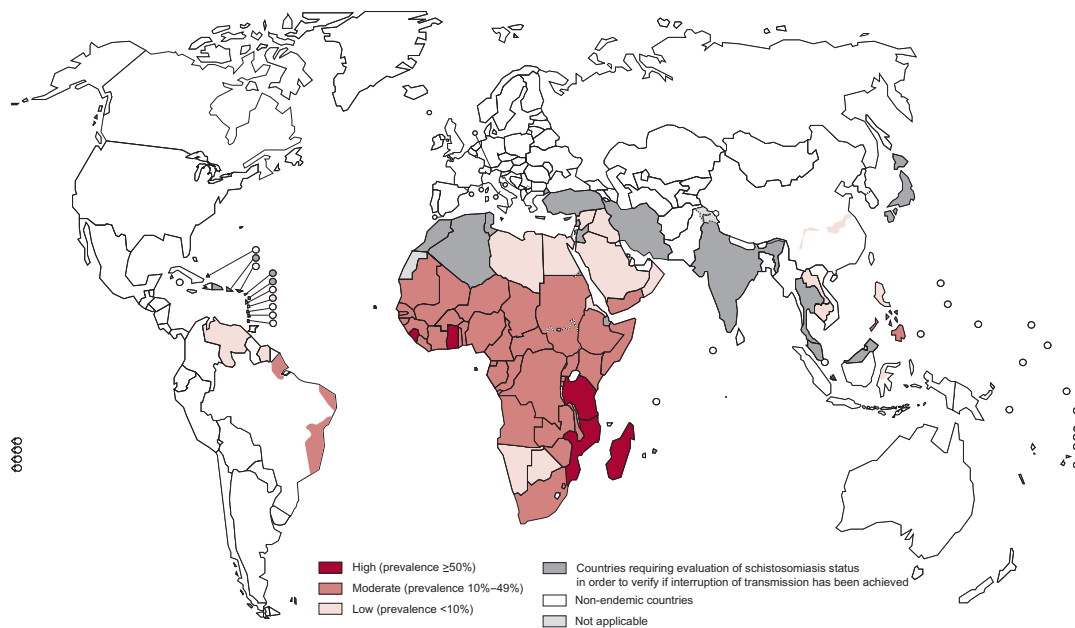 High (prevalence ≥50%)
Moderate (prevalence 10%–49%)
Low (prevalence <10%)
Countries requiring evaluation of schistosomiasis status
in order to verify if interruption of transmission has been achieved
Non-endemic countries
Not applicable